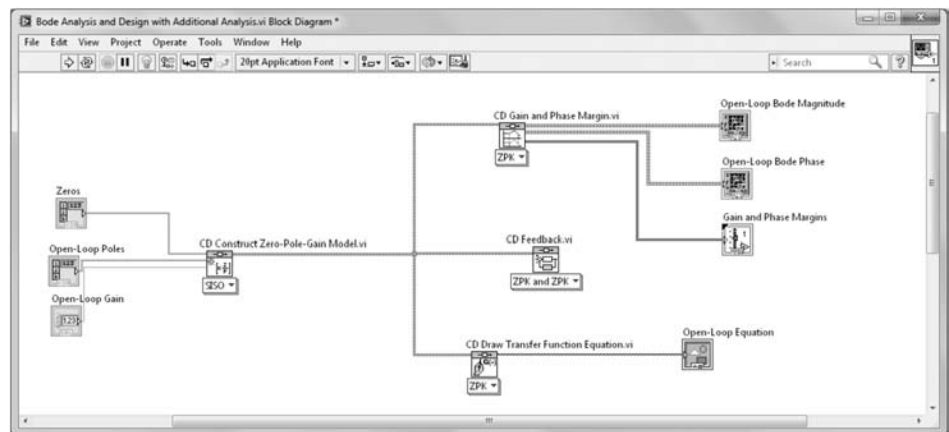 Bode Analysis and Design with Additional Analysis.vi Block Diagram *
File Edit View Project Operate Tools Window Help
20pt Application Font
Search
Open-Loop Bode Magnitude
CD Gain and Phase Margin.vi
ZPK
Open-Loop Bode Phase
Zeros
Gain and Phase Margins
CD Construct Zero-Pole-Gain Model.vi
CD Feedback.vi
Open-Loop Poles
SISO
ZPK and ZPK
Open-Loop Gain
1.23
CD Draw Transfer Function Equation.vi
Open-Loop Equation
ZPK